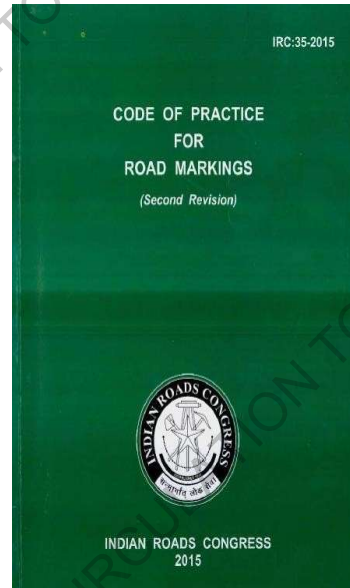 IRC:35-2015
CODE OF PRACTICE
FOR
ROAD MARKINGS
(Second Revision)
INDIAN ROADS CONGRESS
INDIAN ROADS CONGRESS
2015